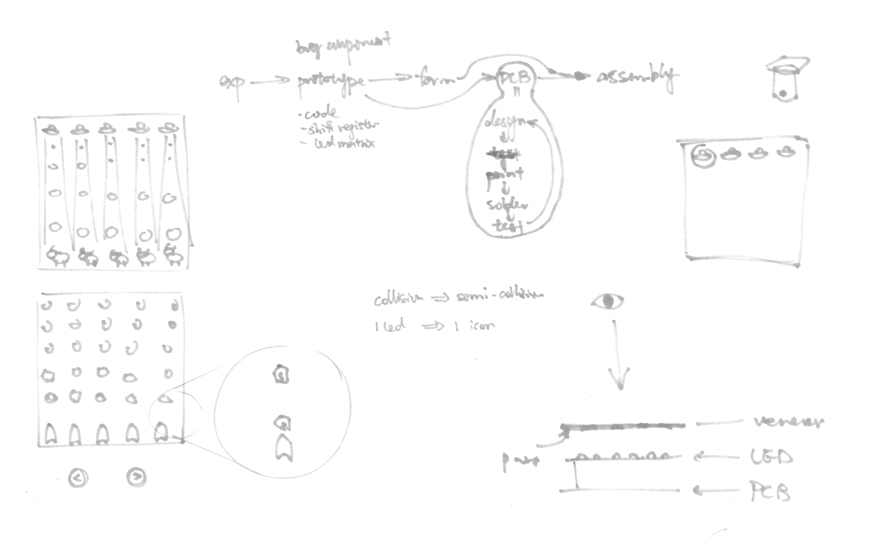 buy component
exp → prototype → form → PCB → assembly
- code
- shift register
- led matrix
design
test
print
solder
test
collision ⇒ semi-collision
1 led ⇒ 1 icon
< >
veneer
LED
PCB